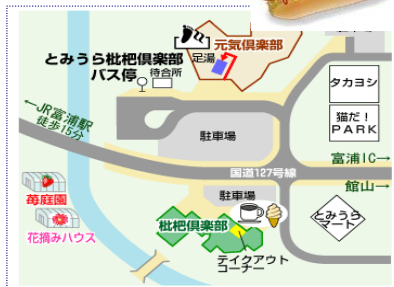 元気倶楽部
足湯
とみうら枇杷倶楽部
バス停
待合所
タカヨシ
←JR富浦駅
徒歩15分
駐車場
猫だ!
PARK
富浦IC→
国道127号線
館山→
駐車場
苺庭園
枇杷倶楽部
とみうら
マート
花摘みハウス
テイクアウト
コーナー